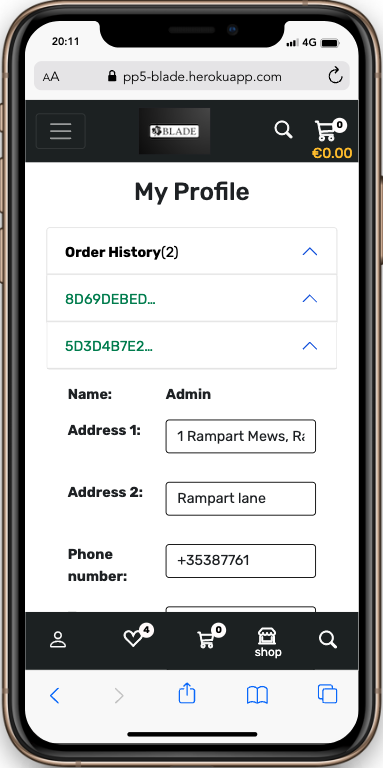 20:11
4G
AA
pp5-blade.herokuapp.com
BLADE
0
€0.00
My Profile
Order History(2)
8D69DEBED...
5D3D4B7E2...
Name: Admin
Address 1: 1 Rampart Mews, Ra
Address 2: Rampart lane
Phone number: +35387761
4
0
shop